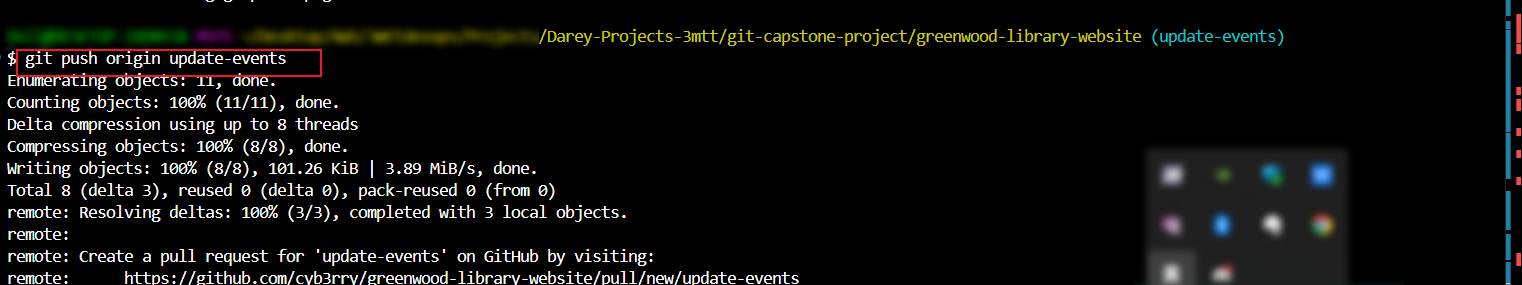 /Darey-Projects-3mtt/git-capstone-project/greenwood-library-website (update-events)
$ git push origin update-events
Enumerating objects: 11, done.
Counting objects: 100% (11/11), done.
Delta compression using up to 8 threads
Compressing objects: 100% (8/8), done.
Writing objects: 100% (8/8), 101.26 KiB | 3.89 MiB/s, done.
Total 8 (delta 3), reused 0 (delta 0), pack-reused 0 (from 0)
remote: Resolving deltas: 100% (3/3), completed with 3 local objects.
remote:
remote: Create a pull request for 'update-events' on GitHub by visiting:
remote:      https://github.com/cyb3rry/greenwood-library-website/pull/new/update-events